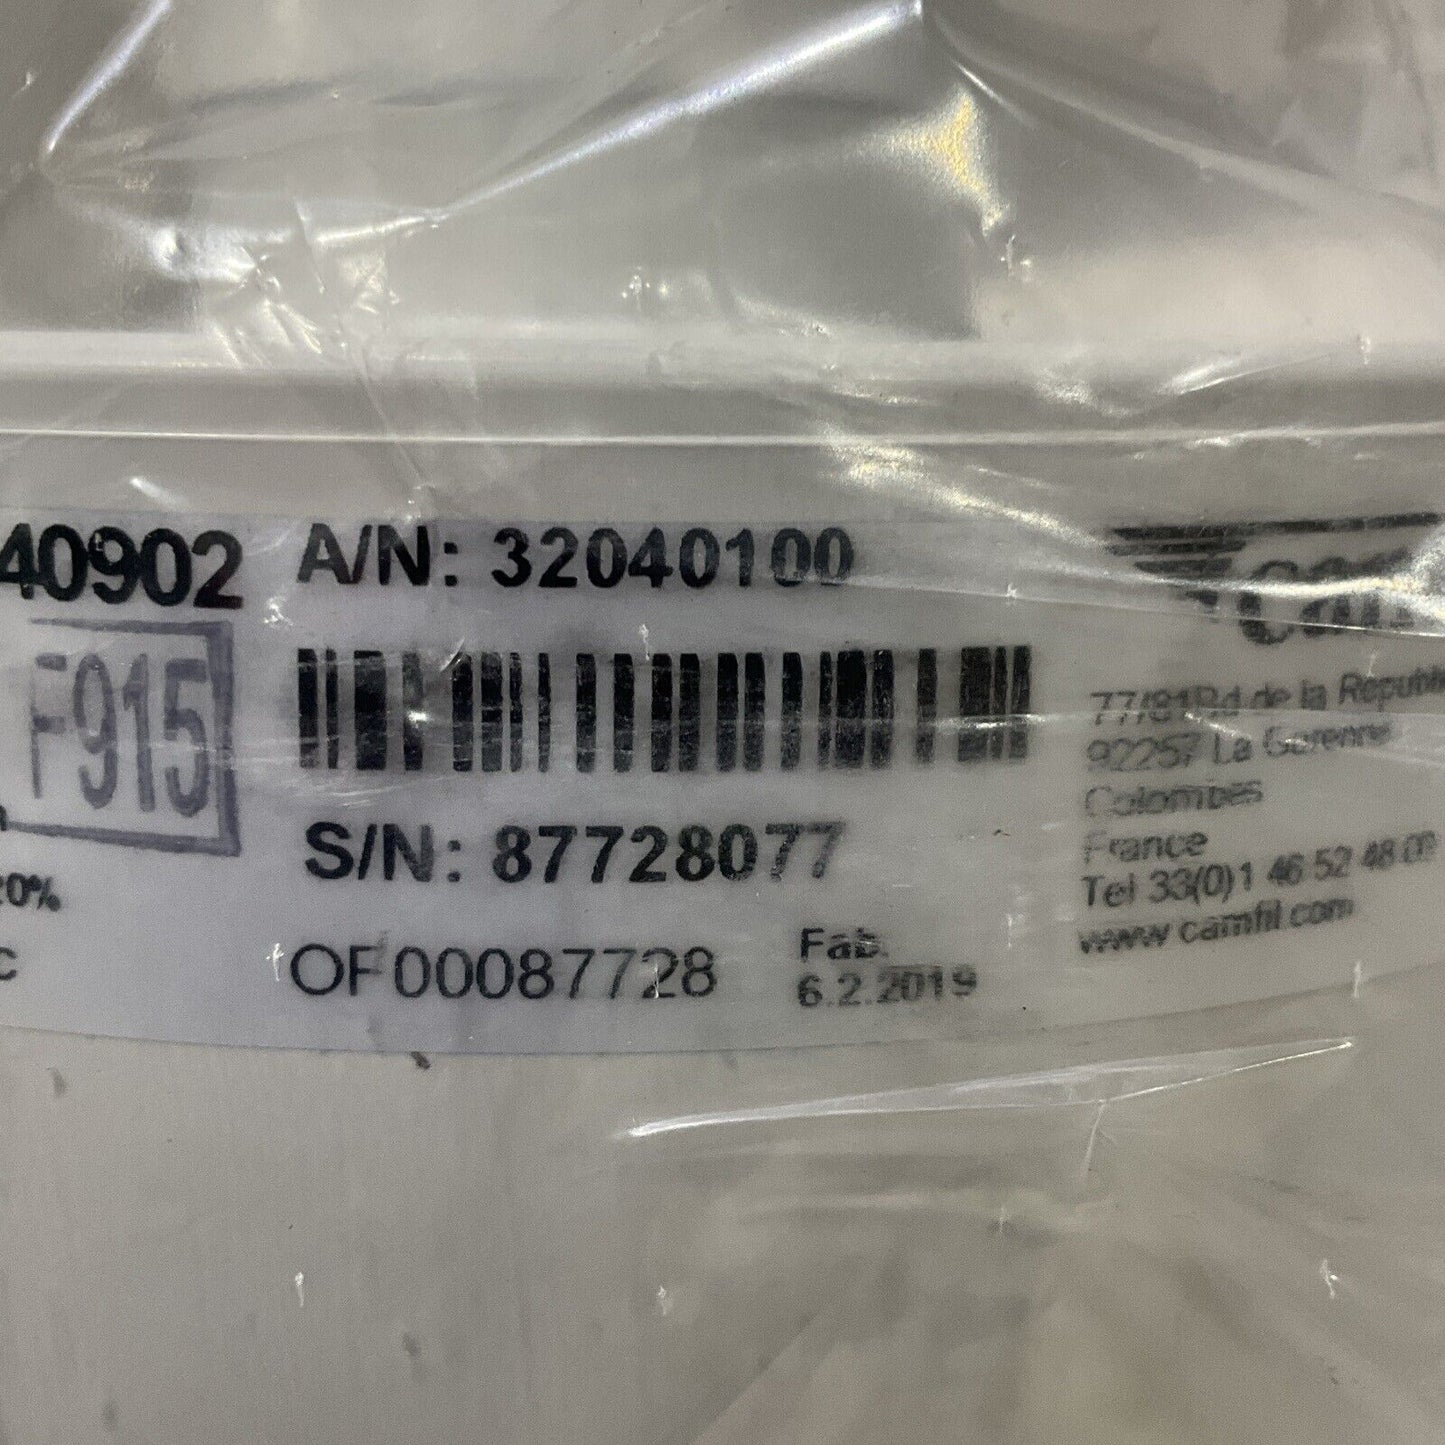 40902
A/N: 32040100
F915
S/N: 87728077
20%
OF00087728
Fab.
6.2.2019
77/81Bd de la Republi
92257 La Garenne
Colombes
France
Tel 33(0)1 46 52 48 09
www camfil.com